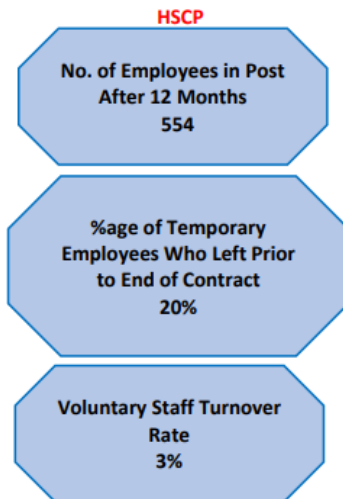 HSCP
No. of Employees in Post
After 12 Months
554
%age of Temporary
Employees Who Left Prior
to End of Contract
20%
Voluntary Staff Turnover
Rate
3%